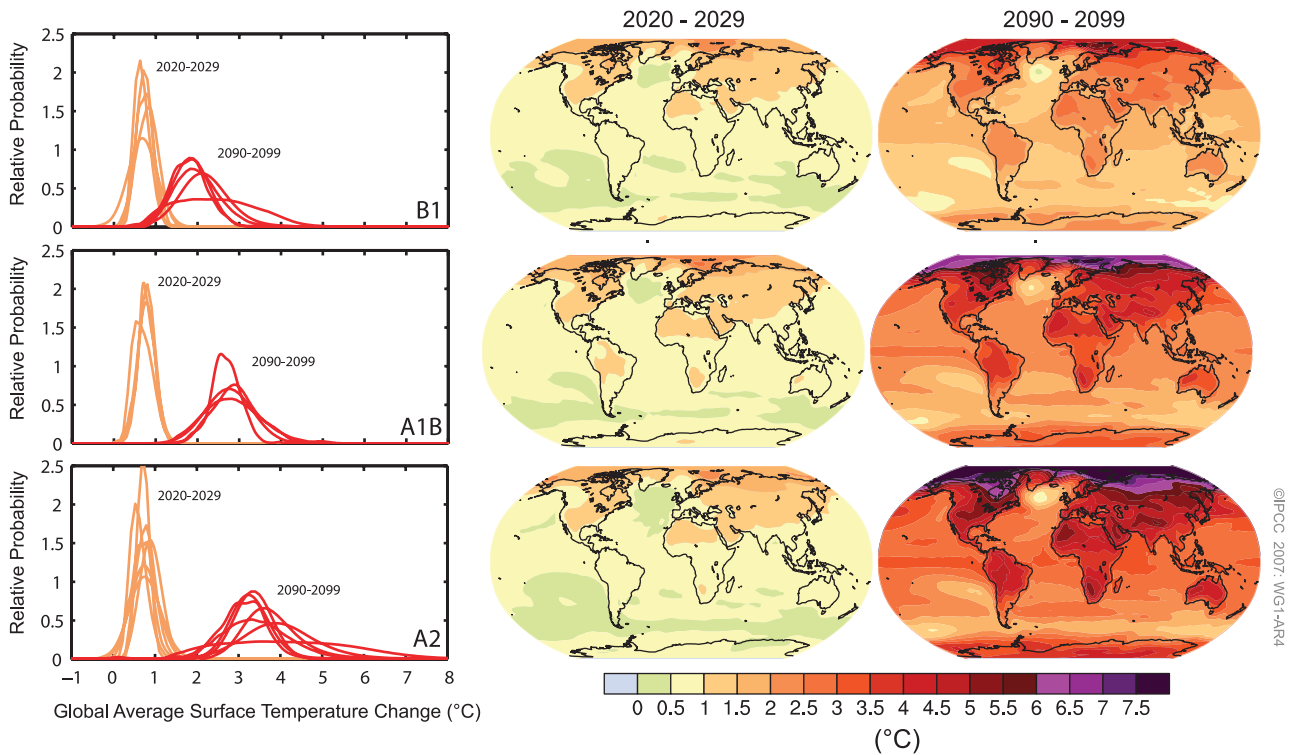 2020 - 2029
2090 - 2099
Relative Probability
2.5
2
1.5
1
0.5
0
2020-2029
2090-2099
B1
Relative Probability
2.5
2
1.5
1
0.5
0
2020-2029
2090-2099
A1B
Relative Probability
2.5
2
1.5
1
0.5
0
2020-2029
2090-2099
A2
−1 0 1 2 3 4 5 6 7 8
Global Average Surface Temperature Change (°C)
0 0.5 1 1.5 2 2.5 3 3.5 4 4.5 5 5.5 6 6.5 7 7.5
(°C)
©IPCC 2007: WG1-AR4